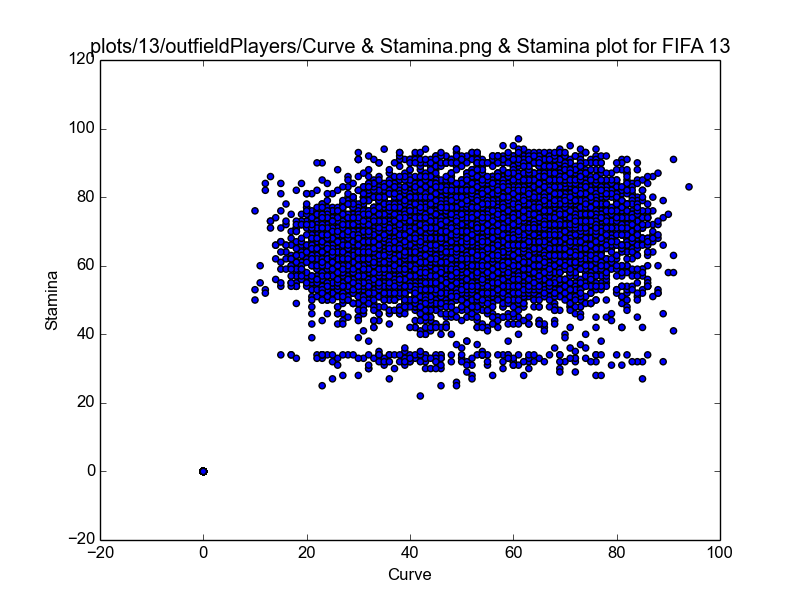 plots/13/outfieldPlayers/Curve & Stamina.png & Stamina plot for FIFA 13
120
100
80
60
40
20
0
−20
Stamina
−20 0 20 40 60 80 100
Curve